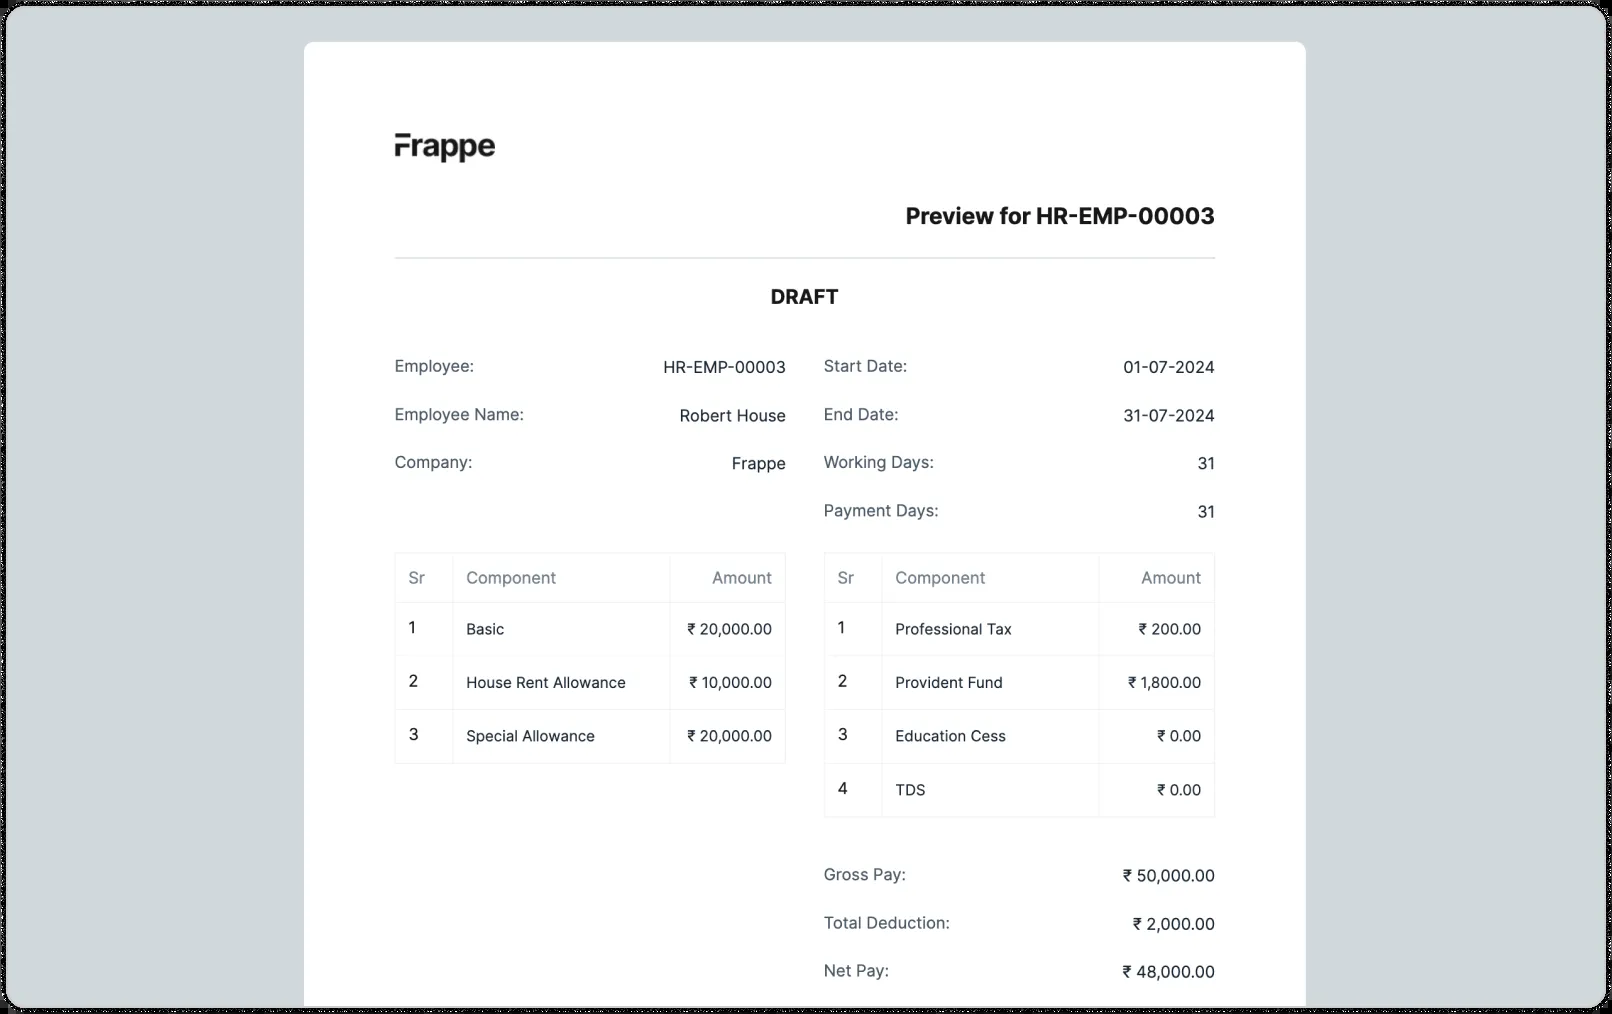 Frappe
Preview for HR-EMP-00003
DRAFT
Employee: HR-EMP-00003
Employee Name: Robert House
Company: Frappe
Start Date: 01-07-2024
End Date: 31-07-2024
Working Days: 31
Payment Days: 31
Sr Component Amount
1 Basic ₹ 20,000.00
2 House Rent Allowance ₹ 10,000.00
3 Special Allowance ₹ 20,000.00
Sr Component Amount
1 Professional Tax ₹ 200.00
2 Provident Fund ₹ 1,800.00
3 Education Cess ₹ 0.00
4 TDS ₹ 0.00
Gross Pay: ₹ 50,000.00
Total Deduction: ₹ 2,000.00
Net Pay: ₹ 48,000.00